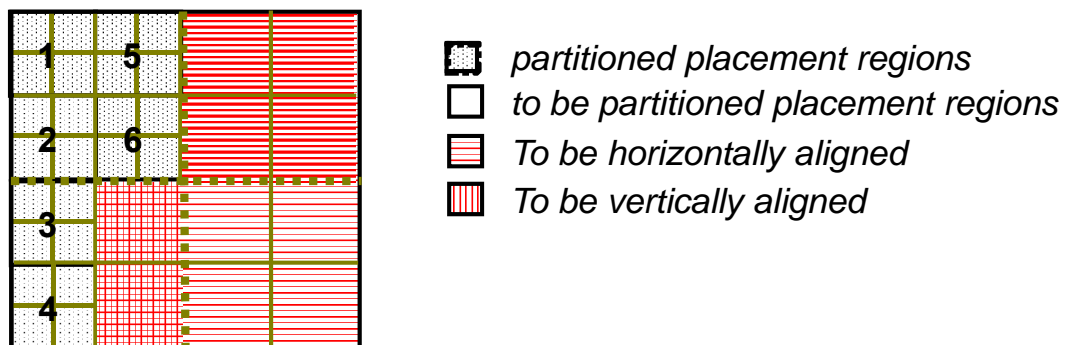 1 5
2 6
3
4
partitioned placement regions
to be partitioned placement regions
To be horizontally aligned
To be vertically aligned